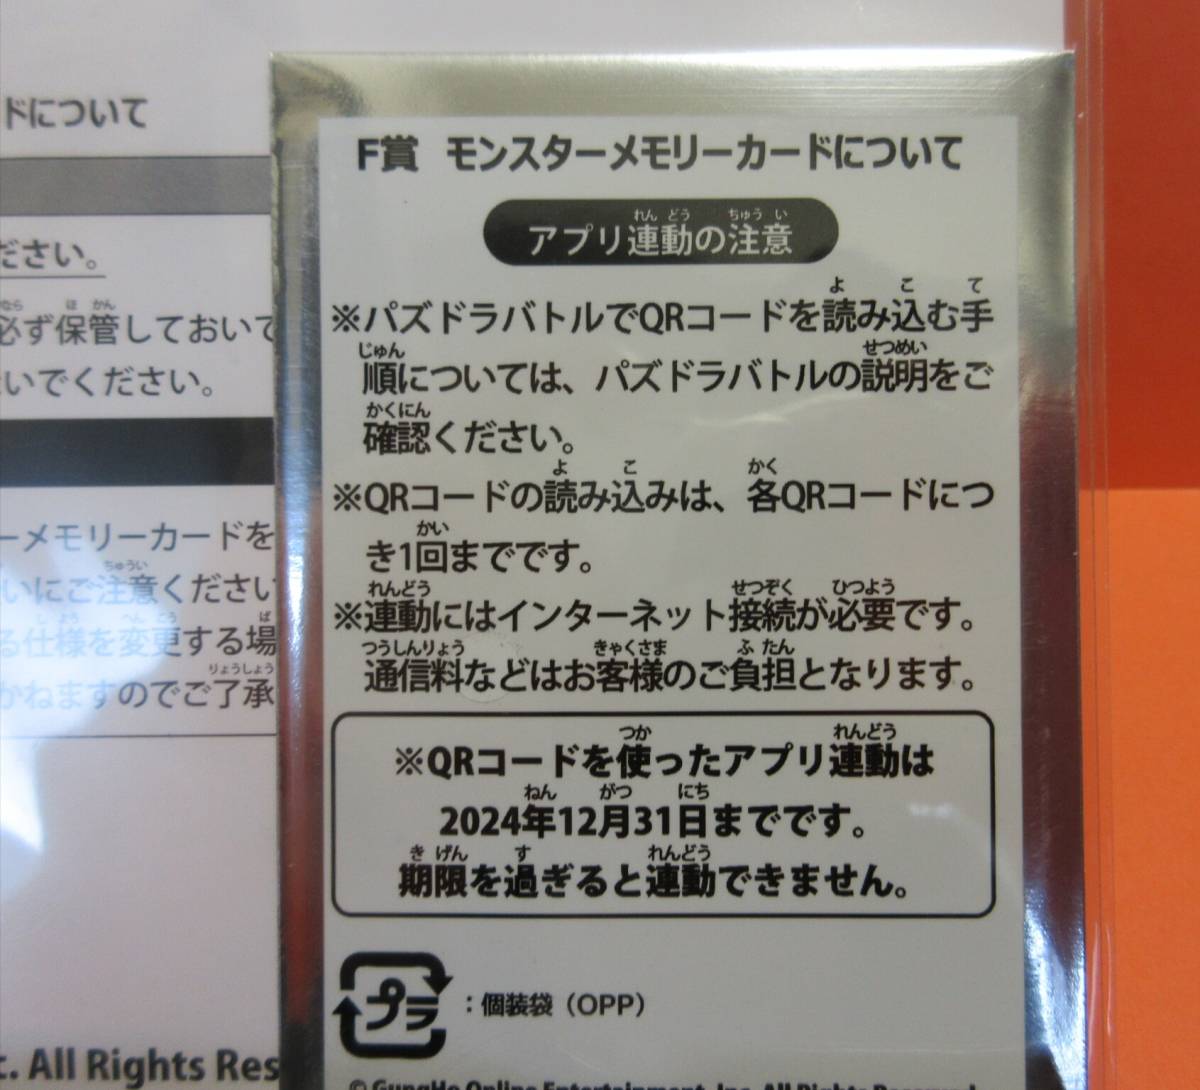 ドについて
ださい。
必ず保管しておいて
いでください。
ーメモリーカードを
いにご注意ください
る仕様を変更する場
かねますのでご了承
t. All Rights Res
F賞 モンスターメモリーカードについて
アプリ連動の注意
※パズドラバトルでQRコードを読み込む手
順については、パズドラバトルの説明をご
確認ください。
※QRコードの読み込みは、各QRコードにつ
き1回までです。
※連動にはインターネット接続が必要です。
通信料などはお客様のご負担となります。
※QRコードを使ったアプリ連動は
2024年12月31日までです。
期限を過ぎると連動できません。
プラ：個装袋（OPP）
© GungHo Online Entertainment, Inc. All Rights Reserved.